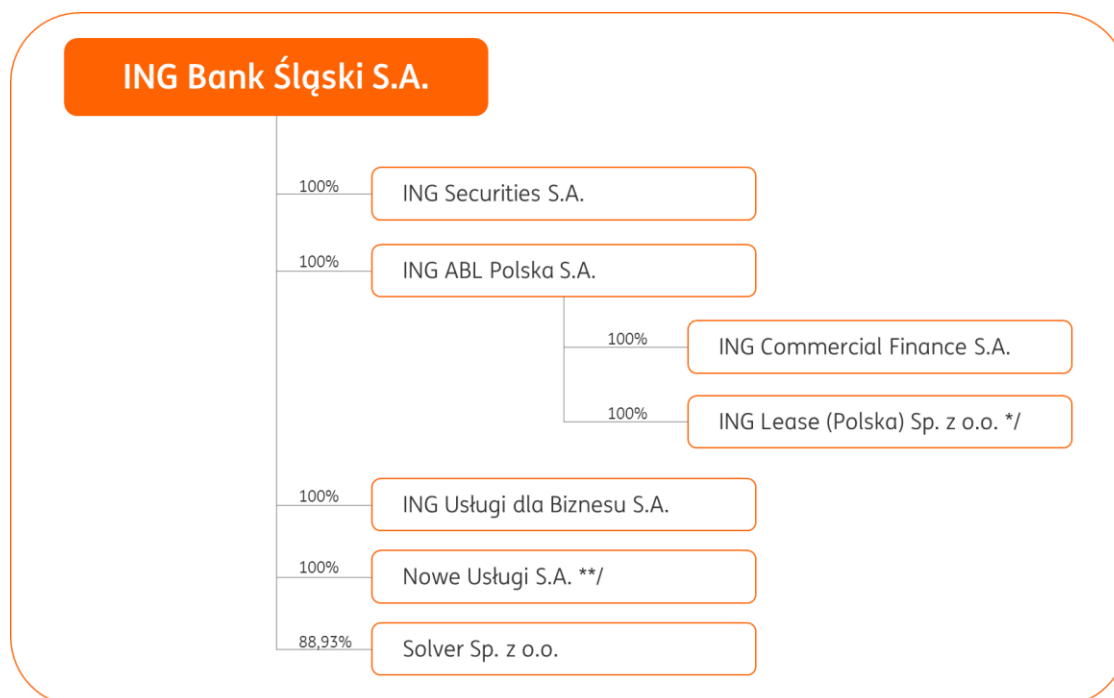 ING Bank Śląski S.A.
100%
ING Securities S.A.
100%
ING ABL Polska S.A.
100%
ING Commercial Finance S.A.
100%
ING Lease (Polska) Sp. z o.o. */
100%
ING Usługi dla Biznesu S.A.
100%
Nowe Usługi S.A. **/
88,93%
Solver Sp. z o.o.